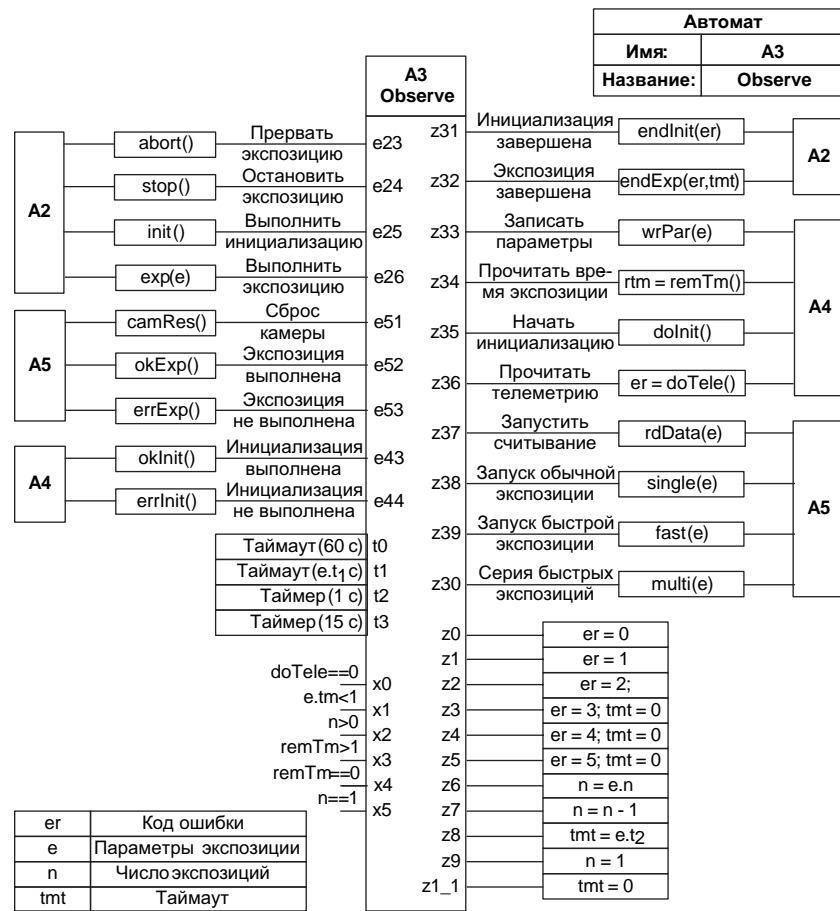 Автомат
Имя: A3
Название: Observe
A3
Observe
A2
abort()
Прервать
экспозицию
e23
stop()
Остановить
экспозицию
e24
init()
Выполнить
инициализацию
e25
exp(e)
Выполнить
экспозицию
e26
A5
camRes()
Сброс
камеры
e51
okExp()
Экспозиция
выполнена
e52
errExp()
Экспозиция
не выполнена
e53
A4
okInit()
Инициализация
выполнена
e43
errInit()
Инициализация
не выполнена
e44
Таймаут (60 с) t0
Таймаут (e.t1 с) t1
Таймер (1 с) t2
Таймер (15 с) t3
doTele==0 x0
e.tm<1 x1
n>0 x2
remTm>1 x3
remTm==0 x4
n==1 x5
z31
Инициализация
завершена
endInit(er)
z32
Экспозиция
завершена
endExp(er,tmt)
A2
z33
Записать
параметры
wrPar(e)
z34
Прочитать вре-
мя экспозиции
rtm = remTm()
z35
Начать
инициализацию
doInit()
z36
Прочитать
телеметрию
er = doTele()
A4
z37
Запустить
считывание
rdData(e)
z38
Запуск обычной
экспозиции
single(e)
z39
Запуск быстрой
экспозиции
fast(e)
z30
Серия быстрых
экспозиций
multi(e)
A5
z0 er = 0
z1 er = 1
z2 er = 2;
z3 er = 3; tmt = 0
z4 er = 4; tmt = 0
z5 er = 5; tmt = 0
z6 n = e.n
z7 n = n - 1
z8 tmt = e.t2
z9 n = 1
z1_1 tmt = 0
er Код ошибки
e Параметры экспозиции
n Число экспозиций
tmt Таймаут